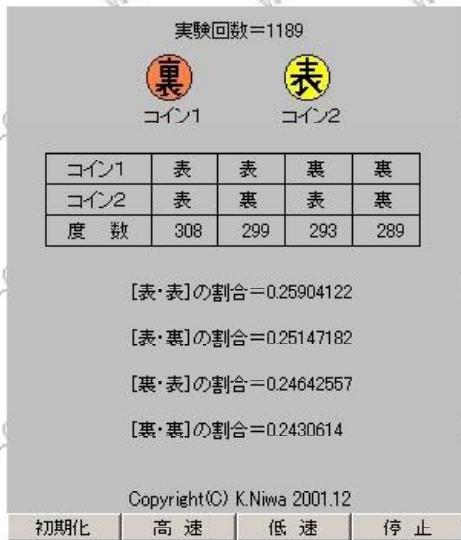 実験回数=1189
裏 表
コイン1 コイン2
コイン1 表 表 裏 裏
コイン2 表 裏 表 裏
度 数 308 299 293 289
[表・表]の割合=0.25904122
[表・裏]の割合=0.25147182
[裏・表]の割合=0.24642557
[裏・裏]の割合=0.2430614
Copyright(C) K.Niwa 2001.12
初期化 高 速 低 速 停 止